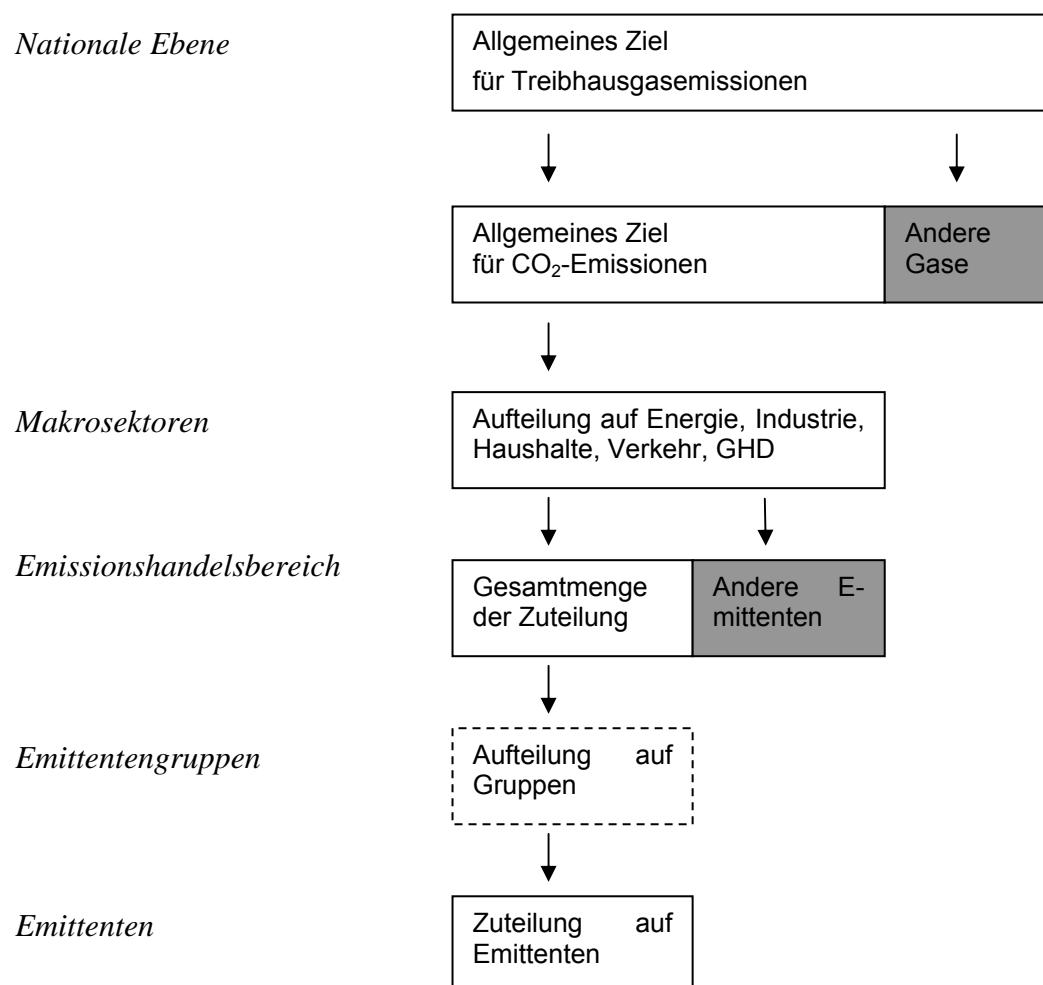 Nationale Ebene
Allgemeines Ziel
für Treibhausgasemissionen
Allgemeines Ziel
für CO₂-Emissionen
Andere
Gase
Makrosektoren
Aufteilung auf Energie, Industrie,
Haushalte, Verkehr, GHD
Emissionshandelsbereich
Gesamtmenge
der Zuteilung
Andere E-
mittenten
Emittentengruppen
Aufteilung auf
Gruppen
Emittenten
Zuteilung auf
Emittenten